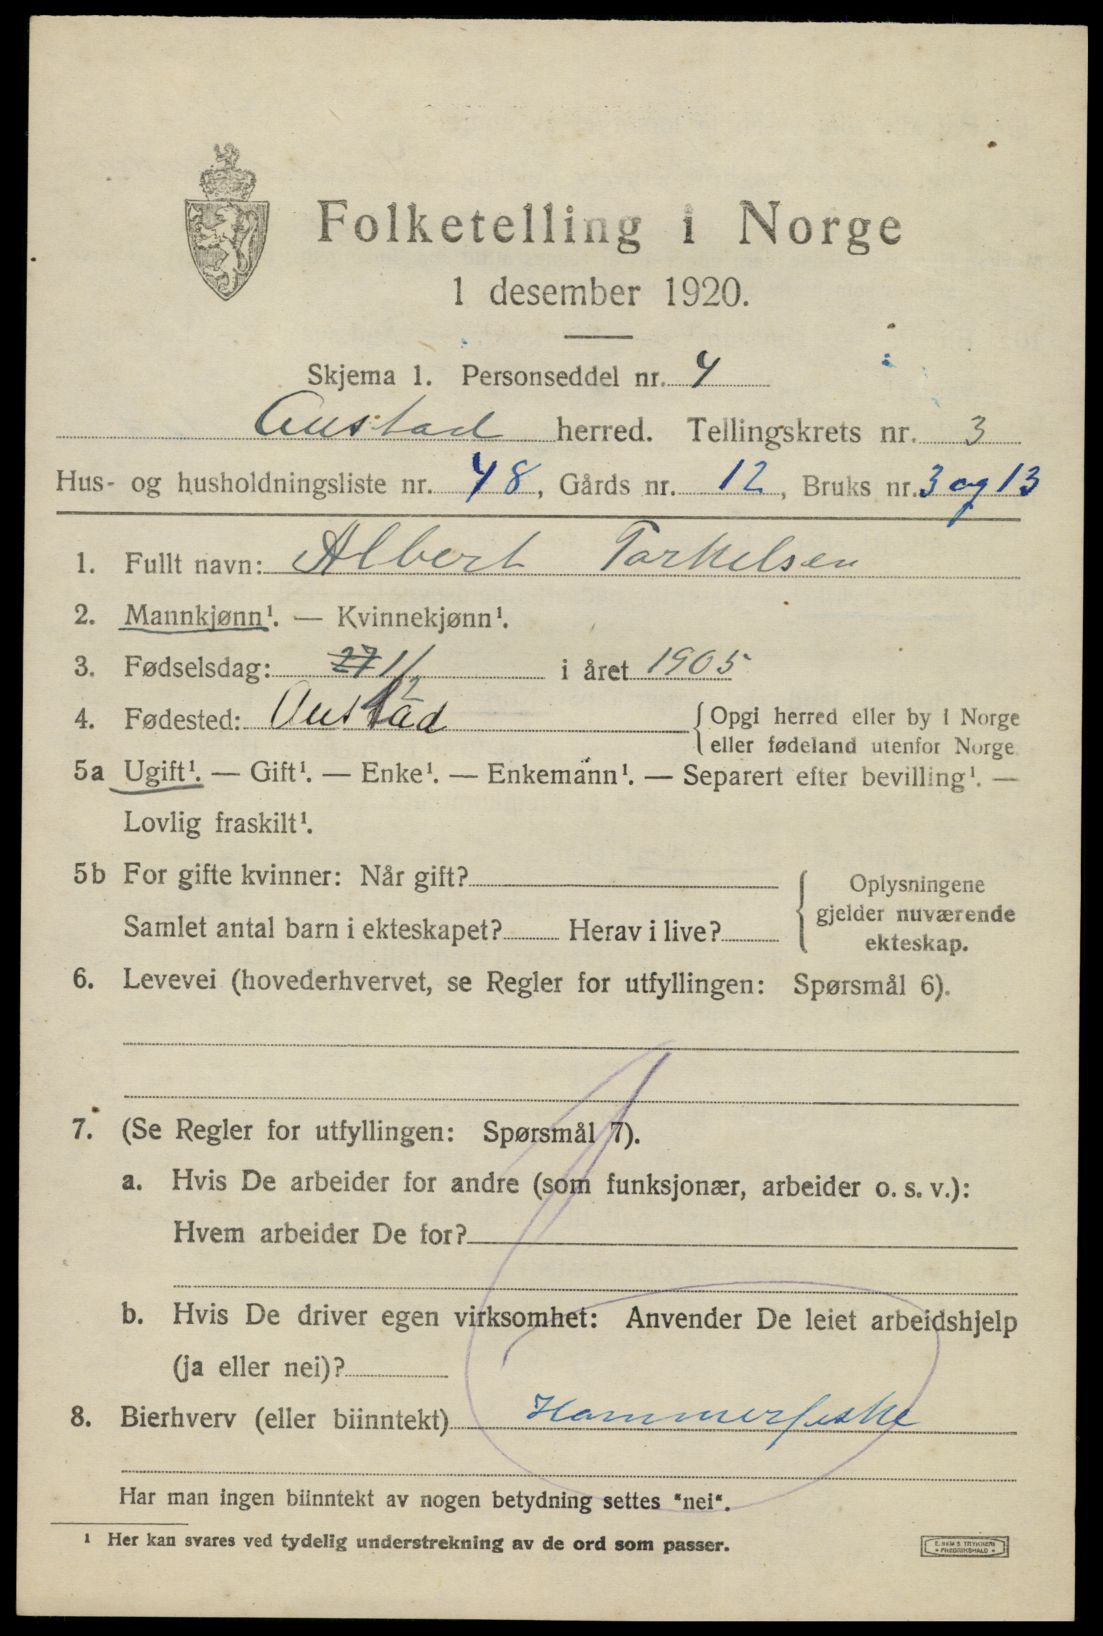 Folketelling i Norge
1 desember 1920.
Skjema 1. Personseddel nr. 4
Austad herred. Tellingskrets nr. 3
Hus- og husholdningsliste nr. 48, Gårds nr. 12, Bruks nr. 3 og 13
1. Fullt navn: Albert Torkelsen
2. Mannkjønn¹. — Kvinnekjønn¹.
3. Fødselsdag: 27 1/12 i året 1905
4. Fødested: Austad {Opgi herred eller by i Norge
eller fødeland utenfor Norge
5a Ugift¹. — Gift¹. — Enke¹. — Enkemann¹. — Separert efter bevilling¹. —
Lovlig fraskilt¹.
5b For gifte kvinner: Når gift? { Oplysningene
gjelder nuværende
Samlet antal barn i ekteskapet? Herav i live?
ekteskap.
6. Levevei (hovederhvervet, se Regler for utfyllingen: Spørsmål 6).
7. (Se Regler for utfyllingen: Spørsmål 7).
a. Hvis De arbeider for andre (som funksjonær, arbeider o. s. v.):
Hvem arbeider De for?
b. Hvis De driver egen virksomhet: Anvender De leiet arbeidshjelp
(ja eller nei)?
8. Bierhverv (eller biinntekt) Hammerfeske
Har man ingen biinntekt av nogen betydning settes "nei".
¹ Her kan svares ved tydelig understrekning av de ord som passer.
E. SEM'S TRYKKERI
• FREDRIKSHALD •